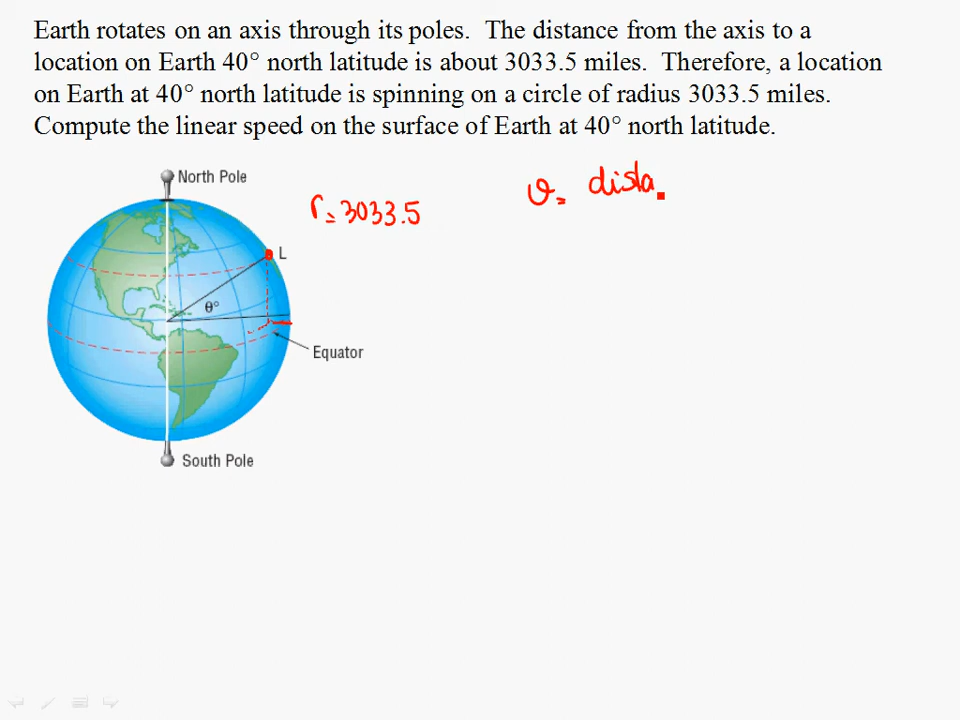 Earth rotates on an axis through its poles. The distance from the axis to a
location on Earth 40° north latitude is about 3033.5 miles. Therefore, a location
on Earth at 40° north latitude is spinning on a circle of radius 3033.5 miles.
Compute the linear speed on the surface of Earth at 40° north latitude.
North Pole
r = 3033.5
v = dista
L
θ°
Equator
South Pole